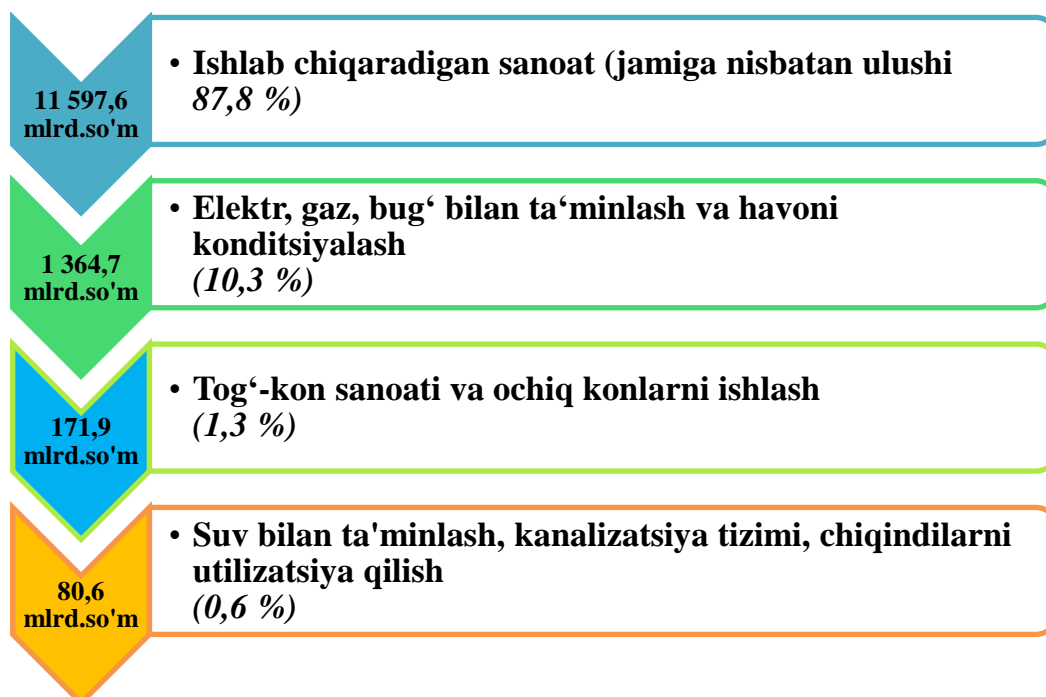 11 597,6
mlrd.so'm
• Ishlab chiqaradigan sanoat (jamiga nisbatan ulushi
87,8 %)
1 364,7
mlrd.so'm
• Elektr, gaz, bug‘ bilan ta‘minlash va havoni
konditsiyalash
(10,3 %)
171,9
mlrd.so'm
• Tog‘-kon sanoati va ochiq konlarni ishlash
(1,3 %)
80,6
mlrd.so'm
• Suv bilan ta'minlash, kanalizatsiya tizimi, chiqindilarni
utilizatsiya qilish
(0,6 %)